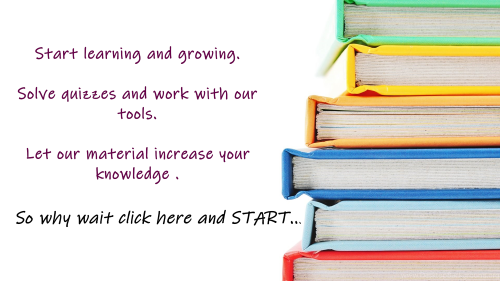 Start learning and growing.
Solve quizzes and work with our
tools.
Let our material increase your
knowledge .
So why wait click here and START...